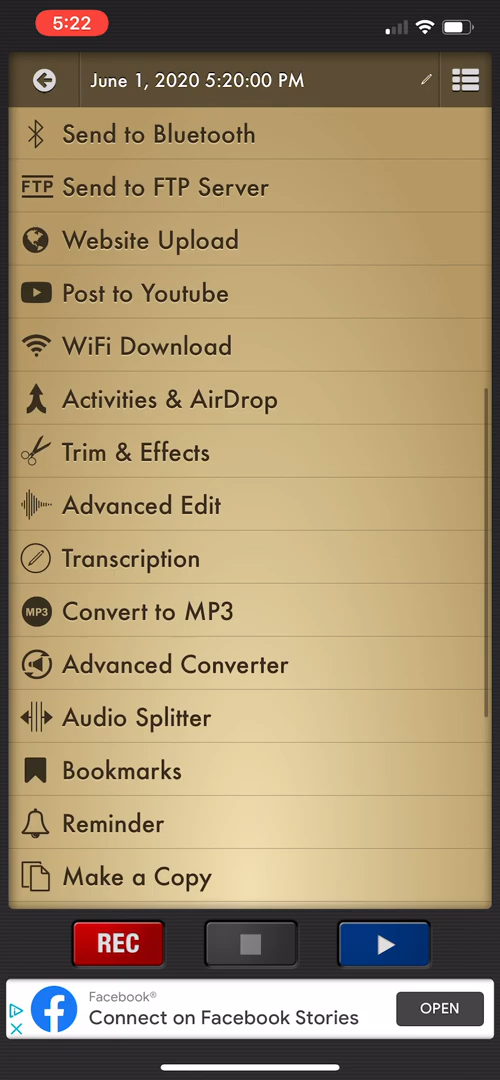 5:22
June 1, 2020 5:20:00 PM
Send to Bluetooth
FTP Send to FTP Server
Website Upload
Post to Youtube
WiFi Download
Activities & AirDrop
Trim & Effects
Advanced Edit
Transcription
MP3 Convert to MP3
Advanced Converter
Audio Splitter
Bookmarks
Reminder
Make a Copy
REC
Facebook®
Connect on Facebook Stories
OPEN